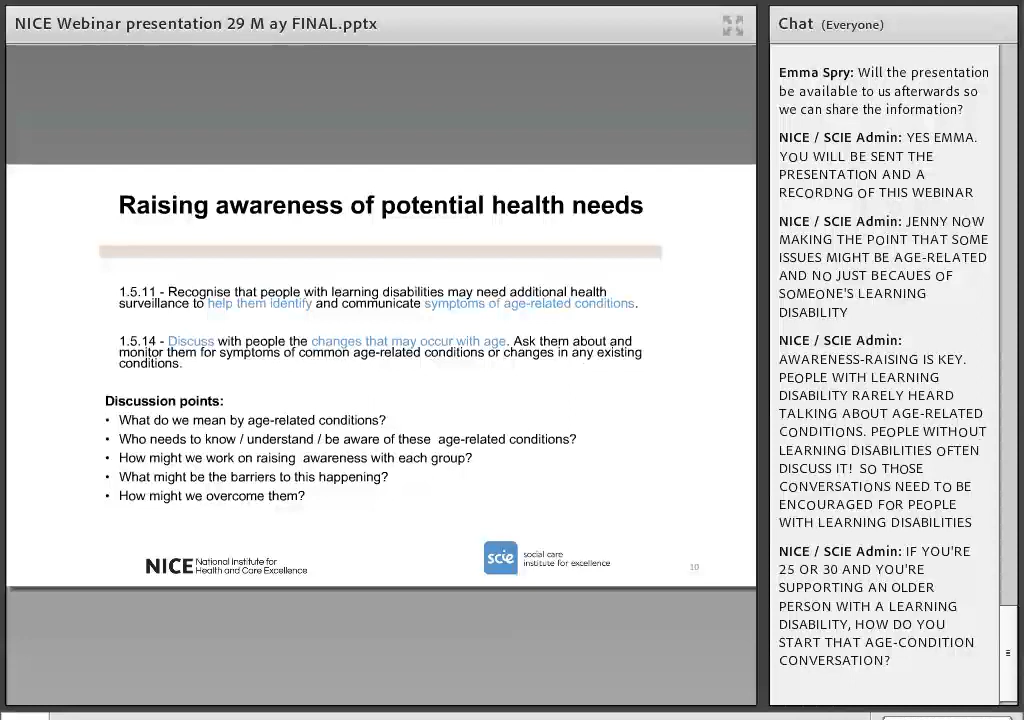 NICE Webinar presentation 29 M ay FINAL.pptx
Raising awareness of potential health needs
1.5.11 - Recognise that people with learning disabilities may need additional health
surveillance to help them identify and communicate symptoms of age-related conditions.
1.5.14 - Discuss with people the changes that may occur with age. Ask them about and
monitor them for symptoms of common age-related conditions or changes in any existing
conditions.
Discussion points:
• What do we mean by age-related conditions?
• Who needs to know / understand / be aware of these age-related conditions?
• How might we work on raising awareness with each group?
• What might be the barriers to this happening?
• How might we overcome them?
NICE National Institute for
Health and Care Excellence
scie social care
institute for excellence
10
Chat (Everyone)
Emma Spry: Will the presentation
be available to us afterwards so
we can share the information?
NICE / SCIE Admin: YES EMMA.
YOU WILL BE SENT THE
PRESENTATION AND A
RECORDNG OF THIS WEBINAR
NICE / SCIE Admin: JENNY NOW
MAKING THE POINT THAT SOME
ISSUES MIGHT BE AGE-RELATED
AND NO JUST BECAUES OF
SOMEONE'S LEARNING
DISABILITY
NICE / SCIE Admin:
AWARENESS-RAISING IS KEY.
PEOPLE WITH LEARNING
DISABILITY RARELY HEARD
TALKING ABOUT AGE-RELATED
CONDITIONS. PEOPLE WITHOUT
LEARNING DISABILITIES OFTEN
DISCUSS IT! SO THOSE
CONVERSATIONS NEED TO BE
ENCOURAGED FOR PEOPLE
WITH LEARNING DISABILITIES
NICE / SCIE Admin: IF YOU'RE
25 OR 30 AND YOU'RE
SUPPORTING AN OLDER
PERSON WITH A LEARNING
DISABILITY, HOW DO YOU
START THAT AGE-CONDITION
CONVERSATION?